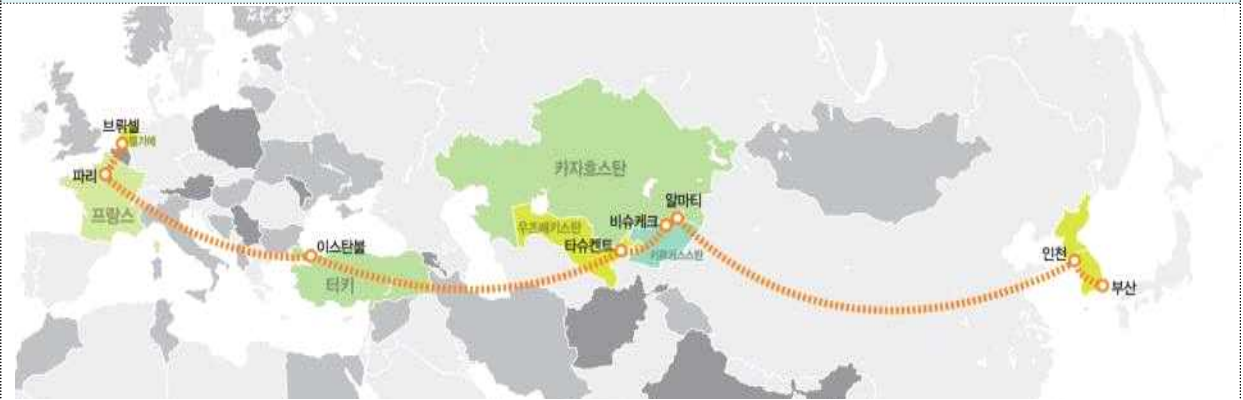 브뤼셀
벨기에
파리
프랑스
이스탄불
터키
카자흐스탄
우즈베키스탄
타슈켄트
비슈케크
알마티
키르기스스탄
인천
부산